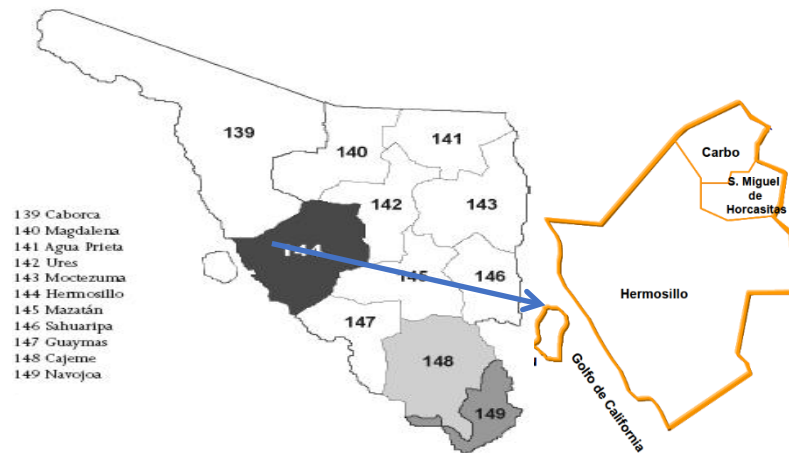 139
140
141
142
143
144
145
146
147
148
149
139 Caborca
140 Magdalena
141 Agua Prieta
142 Ures
143 Moctezuma
144 Hermosillo
145 Mazatán
146 Sahuaripa
147 Guaymas
148 Cajeme
149 Navojoa
Carbo
S. Miguel
de
Horcasitas
Hermosillo
I
Golfo de California